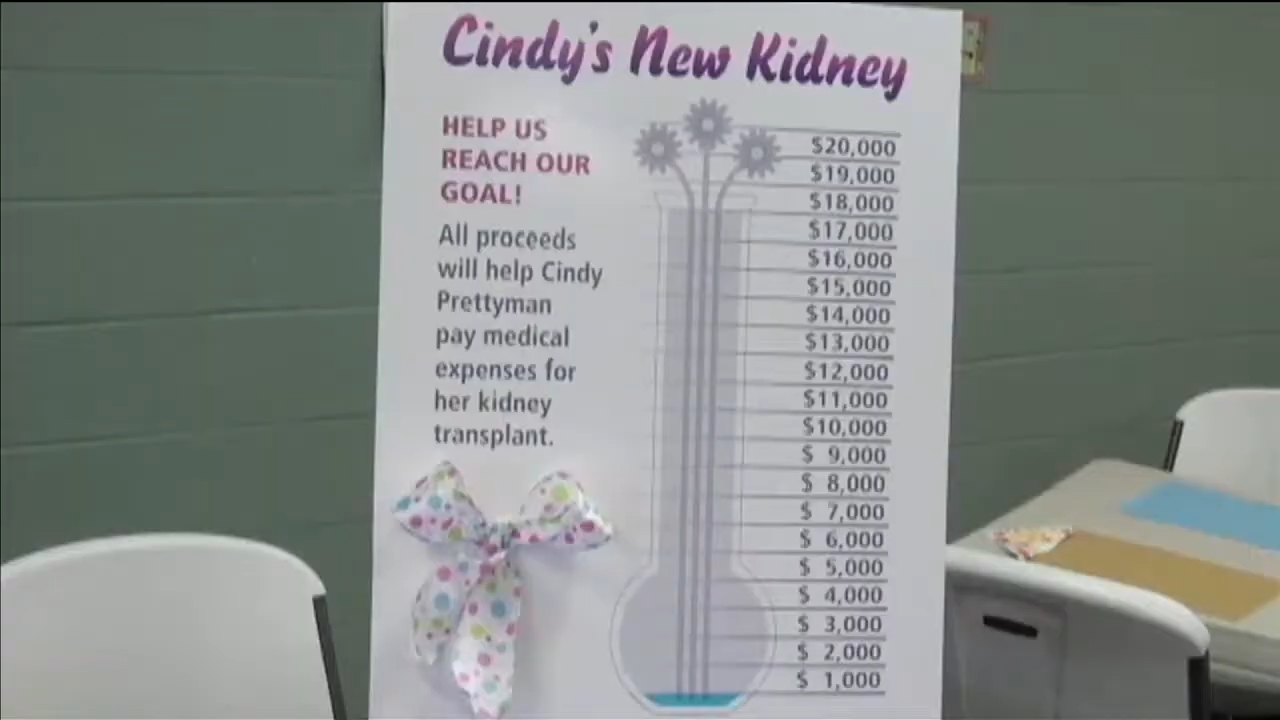 Cindy's New Kidney
HELP US
REACH OUR
GOAL!
All proceeds
will help Cindy
Prettyman
pay medical
expenses for
her kidney
transplant.
$20,000
$19,000
$18,000
$17,000
$16,000
$15,000
$14,000
$13,000
$12,000
$11,000
$10,000
$ 9,000
$ 8,000
$ 7,000
$ 6,000
$ 5,000
$ 4,000
$ 3,000
$ 2,000
$ 1,000